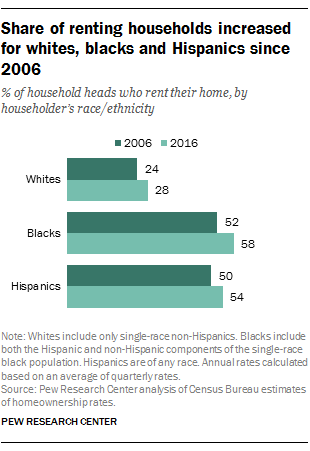 Share of renting households increased
for whites, blacks and Hispanics since
2006
% of household heads who rent their home, by
householder's race/ethnicity
2006 2016
Whites 24
28
Blacks 52
58
Hispanics 50
54
Note: Whites include only single-race non-Hispanics. Blacks include
both the Hispanic and non-Hispanic components of the single-race
black population. Hispanics are of any race. Annual rates calculated
based on an average of quarterly rates.
Source: Pew Research Center analysis of Census Bureau estimates
of homeownership rates.
PEW RESEARCH CENTER